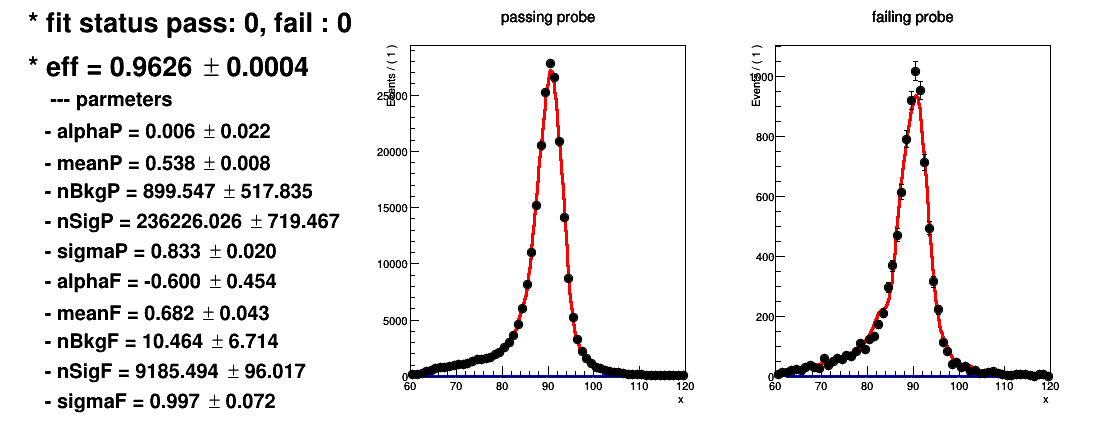 * fit status pass: 0, fail : 0
* eff = 0.9626 ± 0.0004
--- parmeters
- alphaP = 0.006 ± 0.022
- meanP = 0.538 ± 0.008
- nBkgP = 899.547 ± 517.835
- nSigP = 236226.026 ± 719.467
- sigmaP = 0.833 ± 0.020
- alphaF = -0.600 ± 0.454
- meanF = 0.682 ± 0.043
- nBkgF = 10.464 ± 6.714
- nSigF = 9185.494 ± 96.017
- sigmaF = 0.997 ± 0.072
passing probe
Events / ( 1 )
25000
20000
15000
10000
5000
0
60 70 80 90 100 110 120
x
failing probe
Events / ( 1 )
1000
800
600
400
200
0
60 70 80 90 100 110 120
x